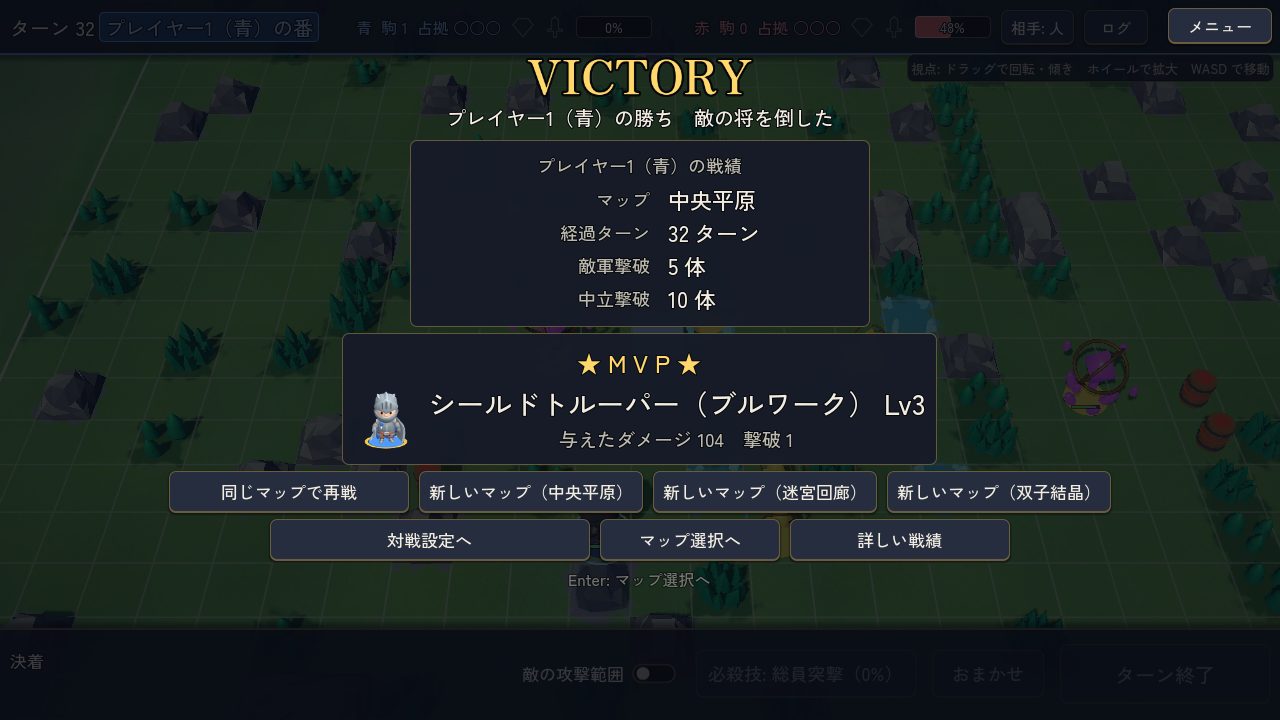 ターン 32 プレイヤー1（青）の番 青 駒 1 占拠 〇〇〇 0% 赤 駒 0 占拠 〇〇〇 48% 相手: 人 ログ メニュー
視点: ドラッグで回転・傾き ホイールで拡大 WASD で移動
VICTORY
プレイヤー1（青）の勝ち 敵の将を倒した
プレイヤー1（青）の戦績
マップ 中央平原
経過ターン 32 ターン
敵軍撃破 5 体
中立撃破 10 体
★ M V P ★
シールドトルーパー（ブルワーク） Lv3
与えたダメージ 104 撃破 1
同じマップで再戦 新しいマップ（中央平原） 新しいマップ（迷宮回廊） 新しいマップ（双子結晶）
対戦設定へ マップ選択へ 詳しい戦績
Enter: マップ選択へ
決着
敵の攻撃範囲 必殺技: 総員突撃（0%） おまかせ ターン終了